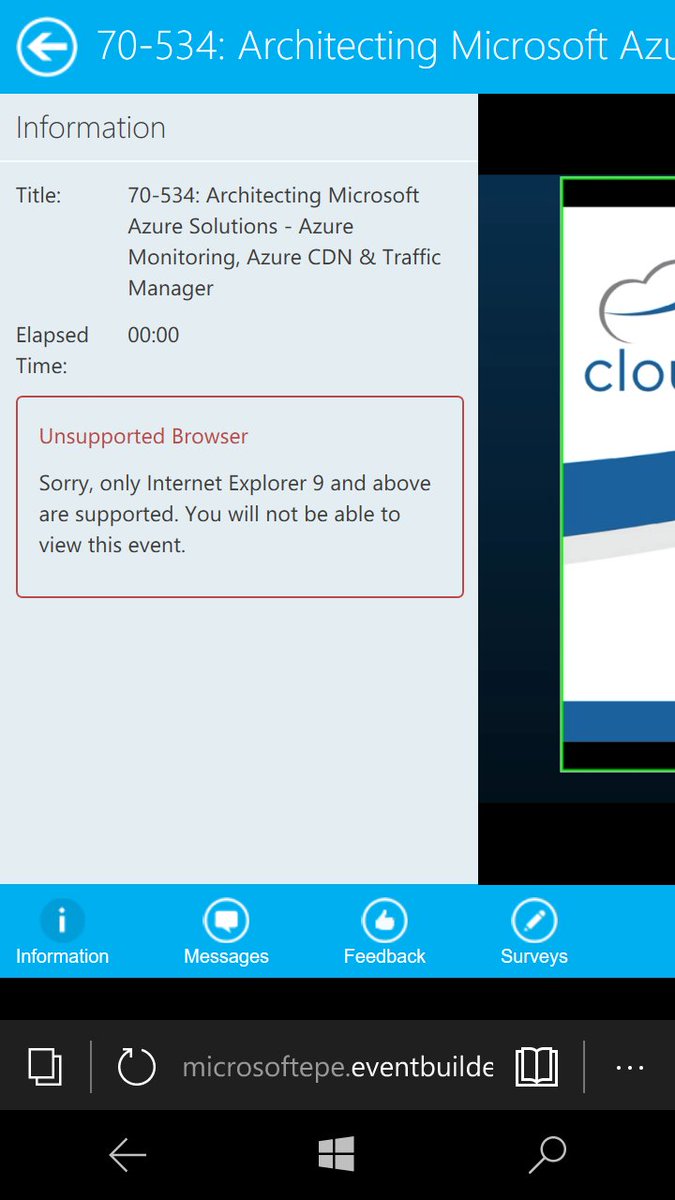 70-534: Architecting Microsoft Azu
Information
Title:
70-534: Architecting Microsoft
Azure Solutions - Azure
Monitoring, Azure CDN & Traffic
Manager
Elapsed
Time:
00:00
Unsupported Browser
Sorry, only Internet Explorer 9 and above
are supported. You will not be able to
view this event.
clou
Information
Messages
Feedback
Surveys
microsoftepe.eventbuilde